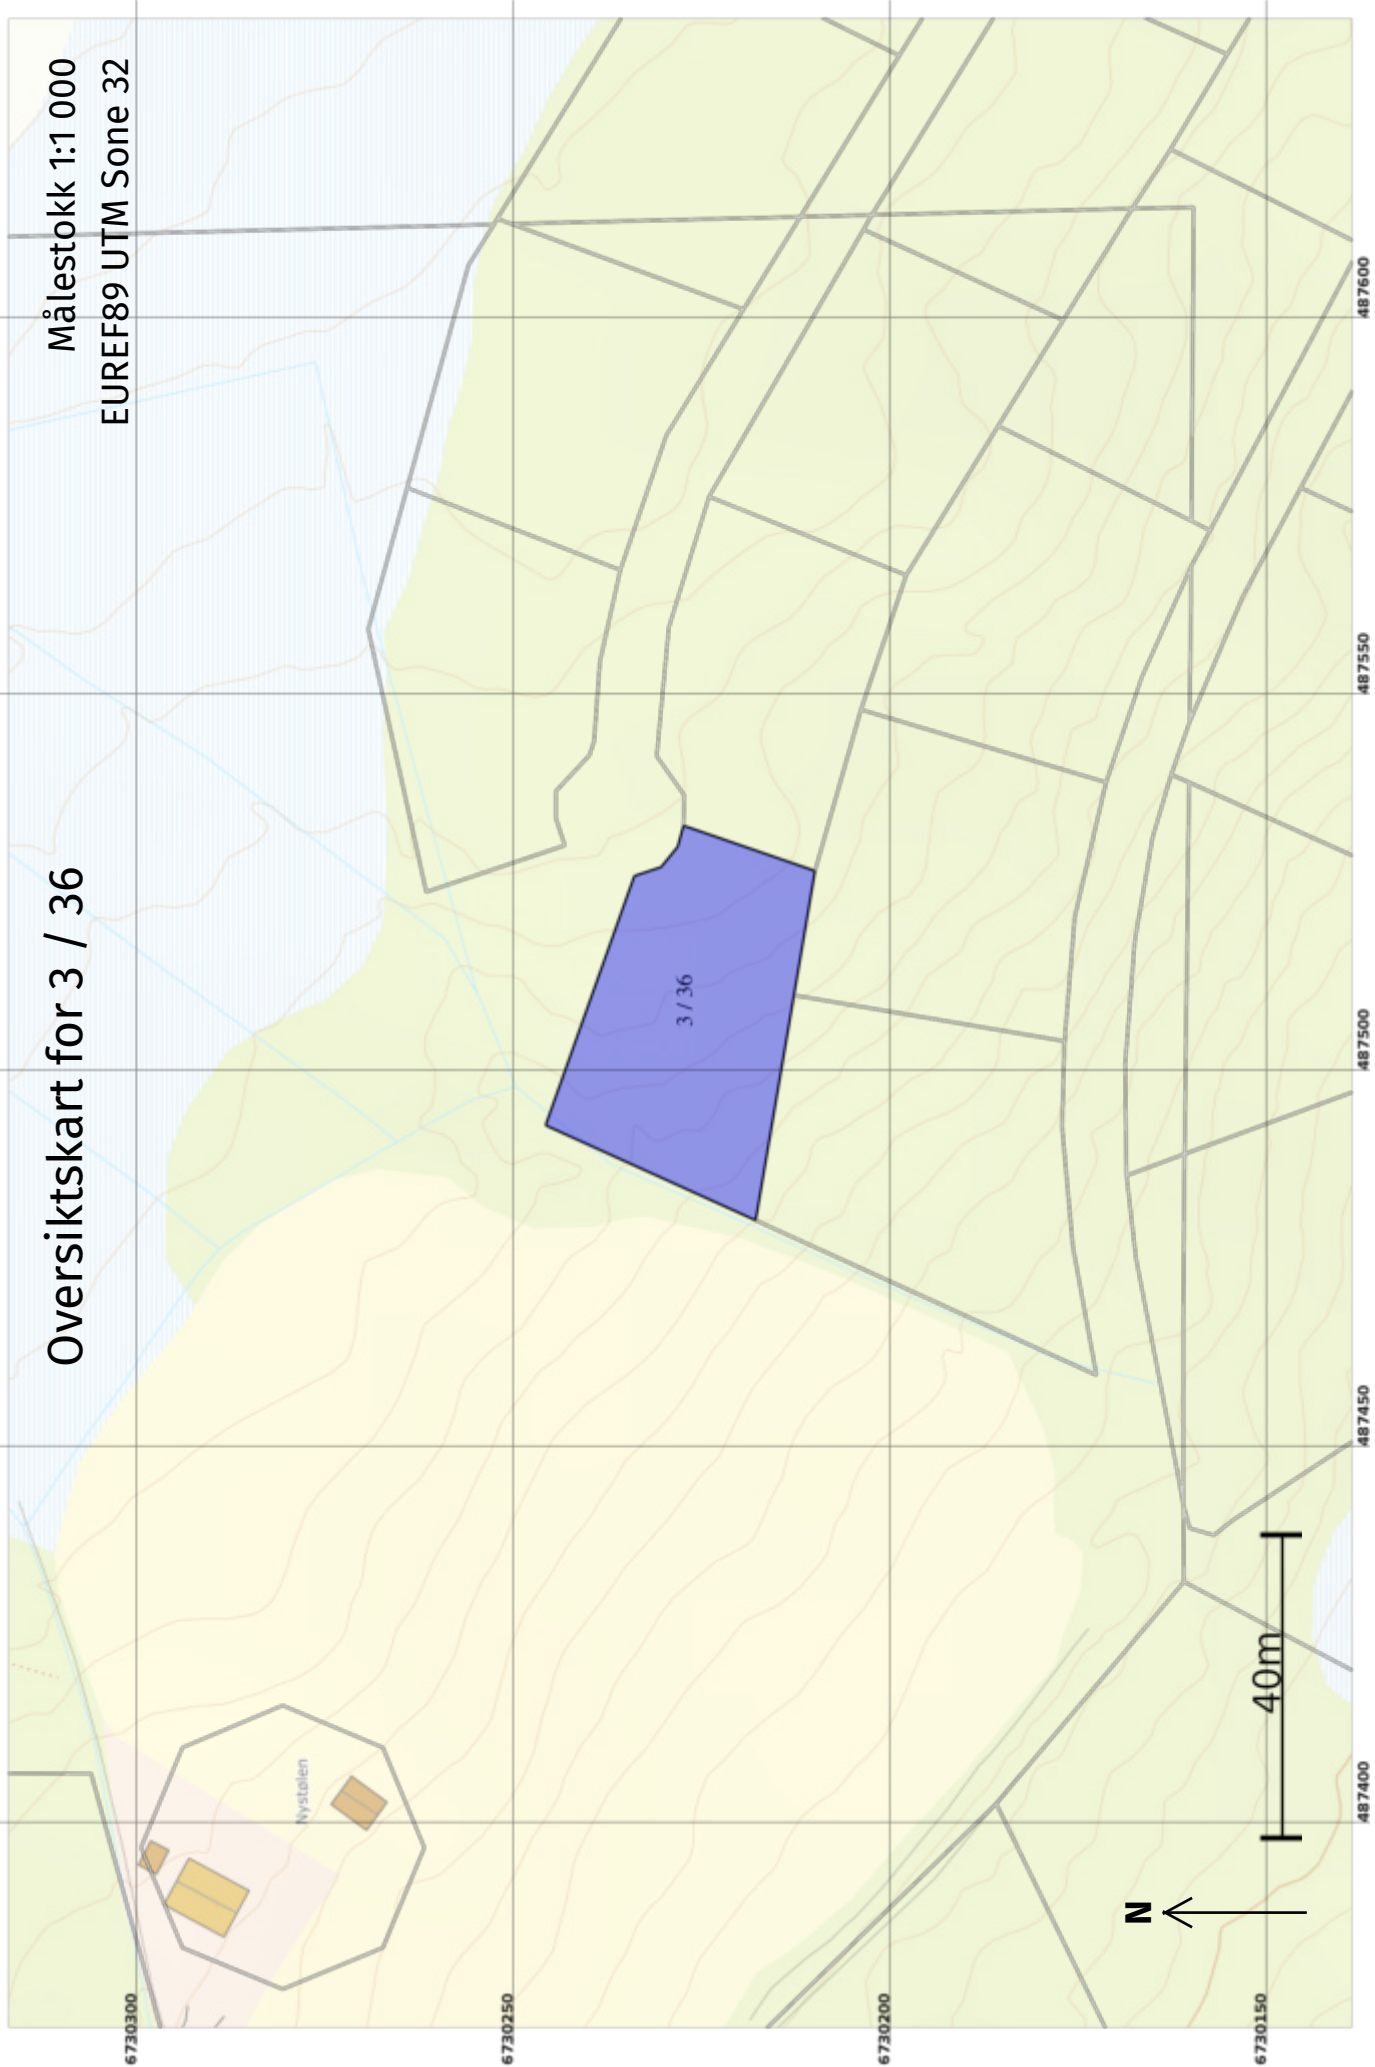 Oversiktskart for 3 / 36
Målestokk 1:1 000
EUREF89 UTM Sone 32
6730300
6730250
6730200
6730150
Nystølen
3 / 36
N
40m
487400
487450
487500
487550
487600